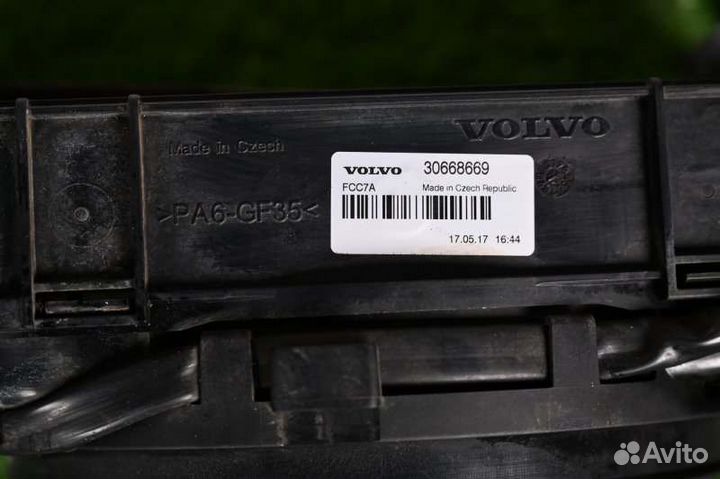 VOLVO
Made in Czech
>PA6-GF35<
VOLVO 30668669
FCC7A Made in Czech Republic
17.05.17 16:44
Avito